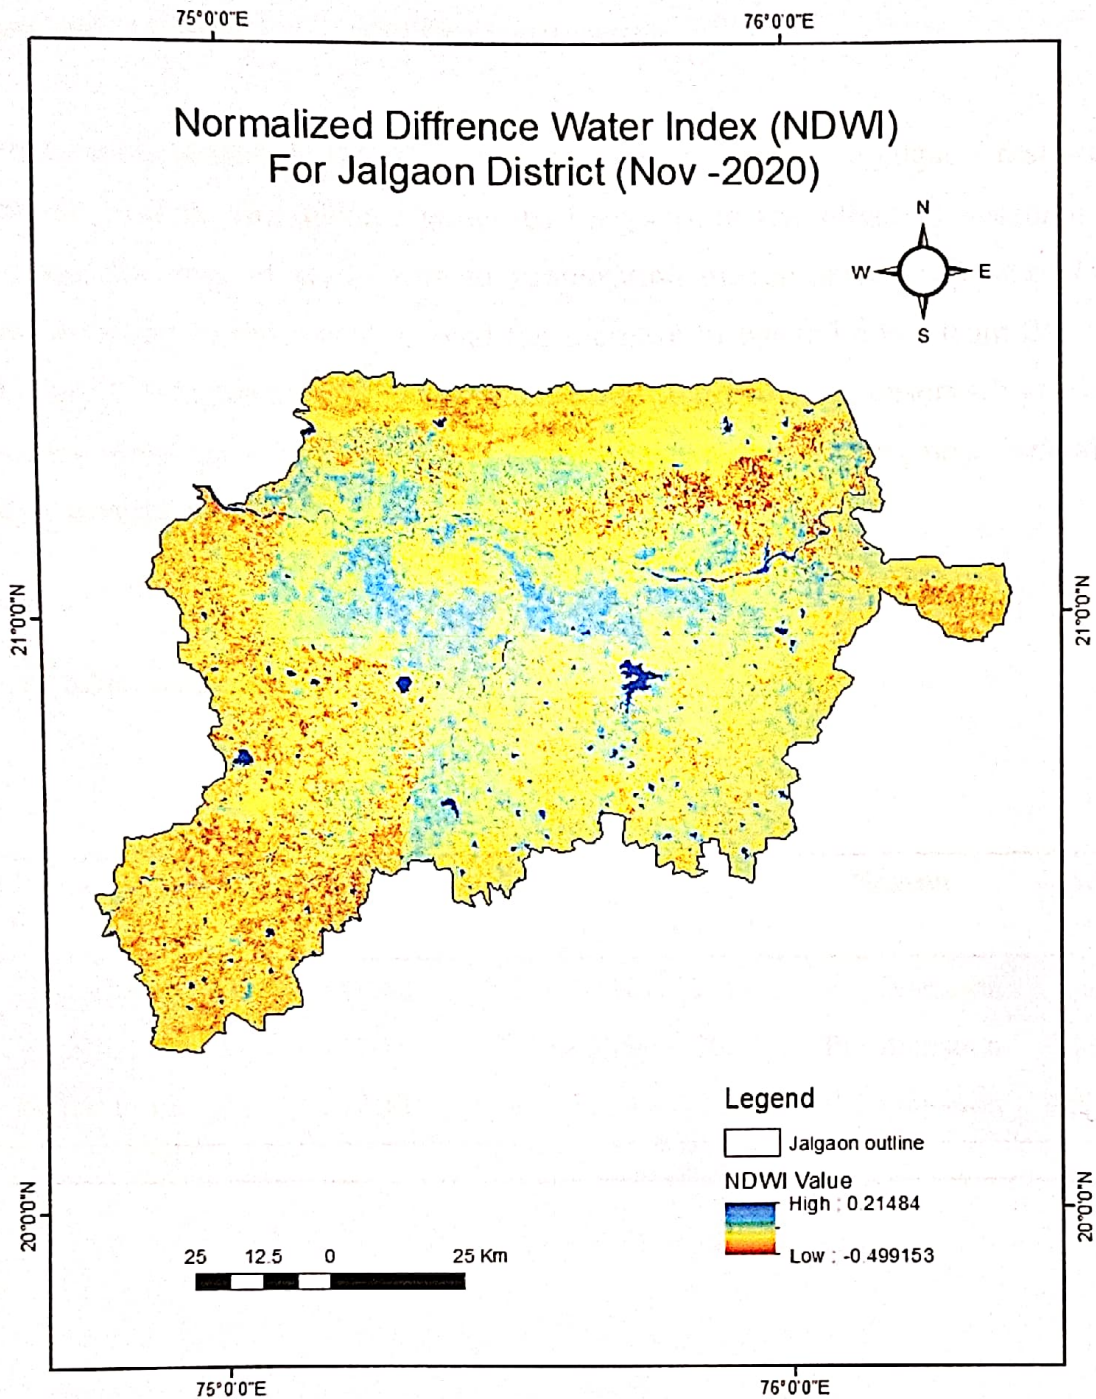 75°0'0"E
76°0'0"E
Normalized Diffrence Water Index (NDWI)
For Jalgaon District (Nov -2020)
N
W
E
S
21°0'0"N
21°0'0"N
Legend
Jalgaon outline
NDWI Value
High : 0.21484
Low : -0.499153
20°0'0"N
20°0'0"N
25 12.5 0 25 Km
75°0'0"E
76°0'0"E